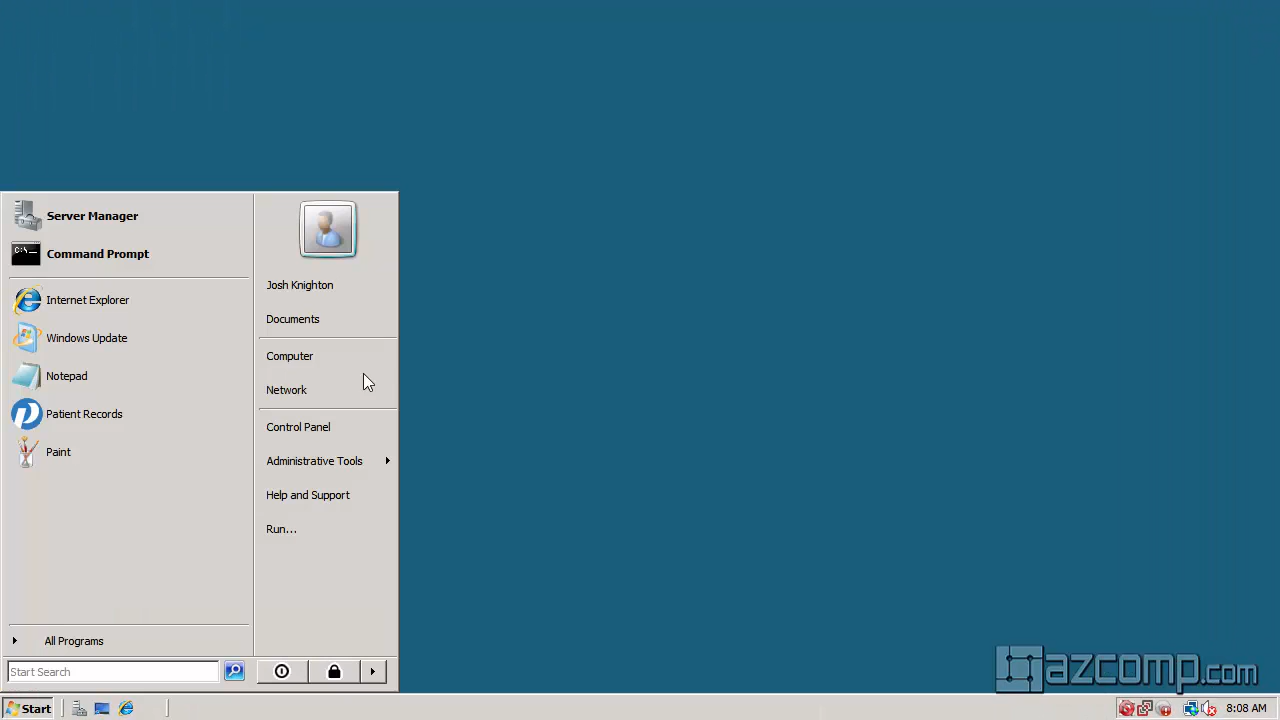 Server Manager
Command Prompt
Internet Explorer
Windows Update
Notepad
Patient Records
Paint
All Programs
Start Search
Josh Knighton
Documents
Computer
Network
Control Panel
Administrative Tools
Help and Support
Run...
azcomp.com
Start
8:08 AM